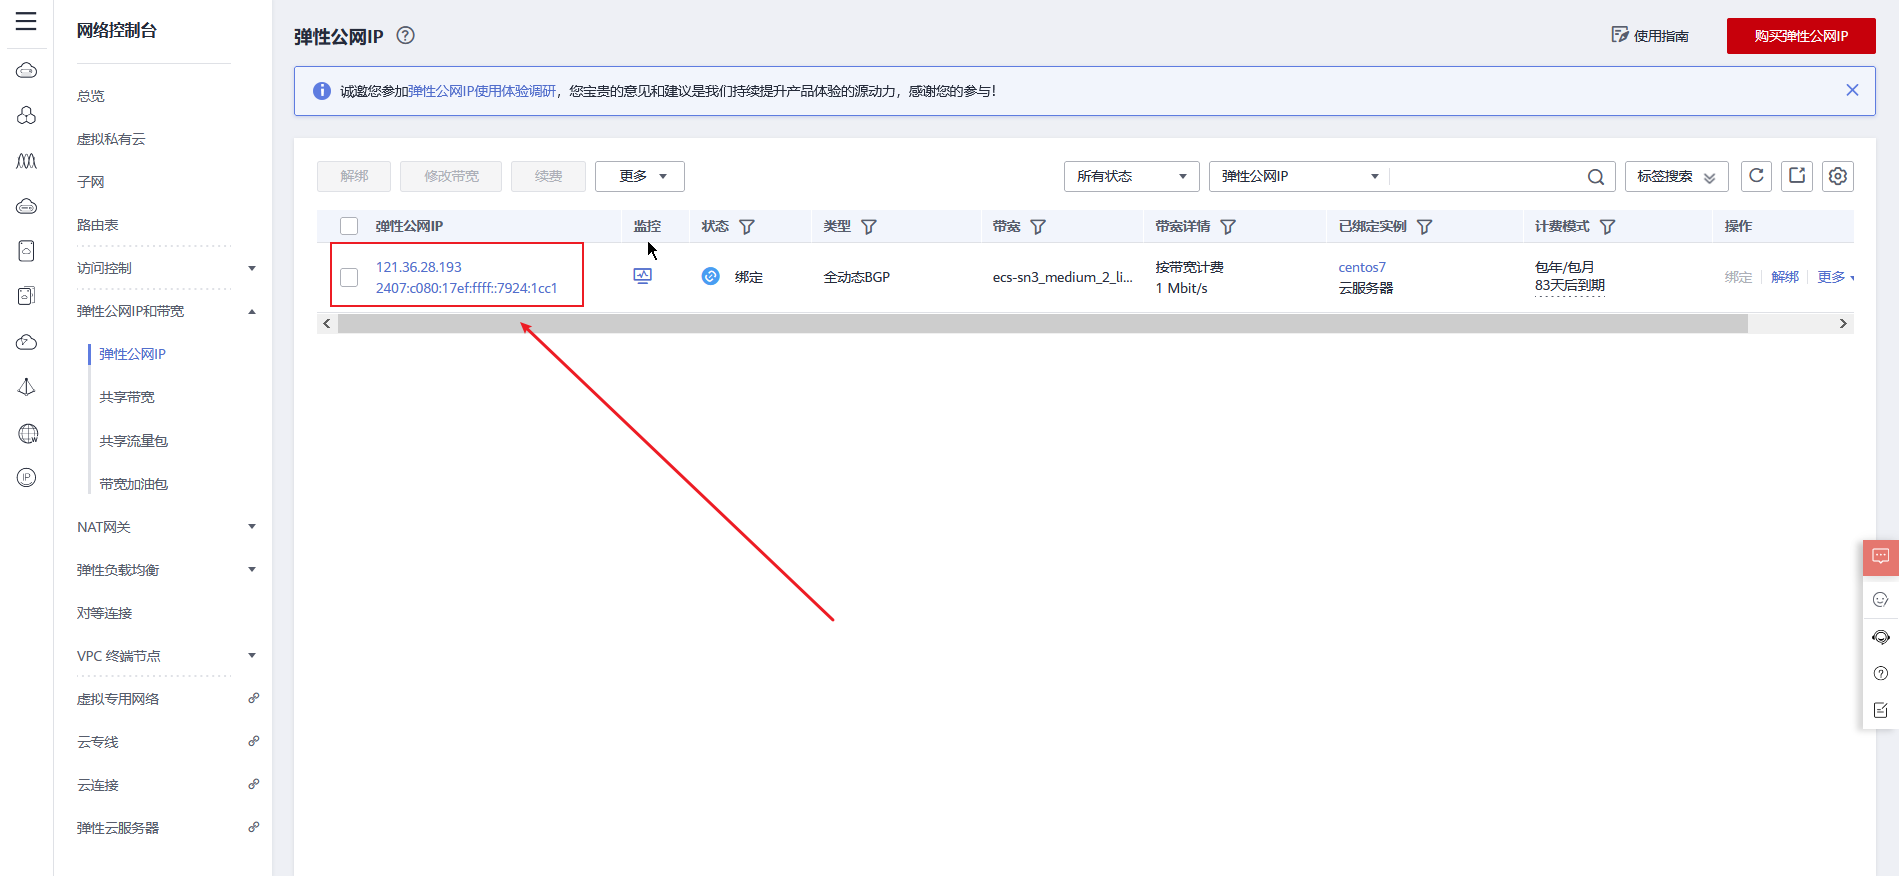 网络控制台
总览
虚拟私有云
子网
路由表
访问控制
弹性公网IP和带宽
弹性公网IP
共享带宽
共享流量包
带宽加油包
NAT网关
弹性负载均衡
对等连接
VPC 终端节点
虚拟专用网络
云专线
云连接
弹性云服务器
弹性公网IP
使用指南
购买弹性公网IP
诚邀您参加弹性公网IP使用体验调研，您宝贵的意见和建议是我们持续提升产品体验的源动力，感谢您的参与！
解绑 修改带宽 续费 更多
所有状态 弹性公网IP 标签搜索
弹性公网IP 监控 状态 类型 带宽 带宽详情 已绑定实例 计费模式 操作
121.36.28.193
2407:c080:17ef:ffff::7924:1cc1
绑定
全动态BGP
ecs-sn3_medium_2_li...
按带宽计费
1 Mbit/s
centos7
云服务器
包年/包月
83天后到期
绑定 解绑 更多